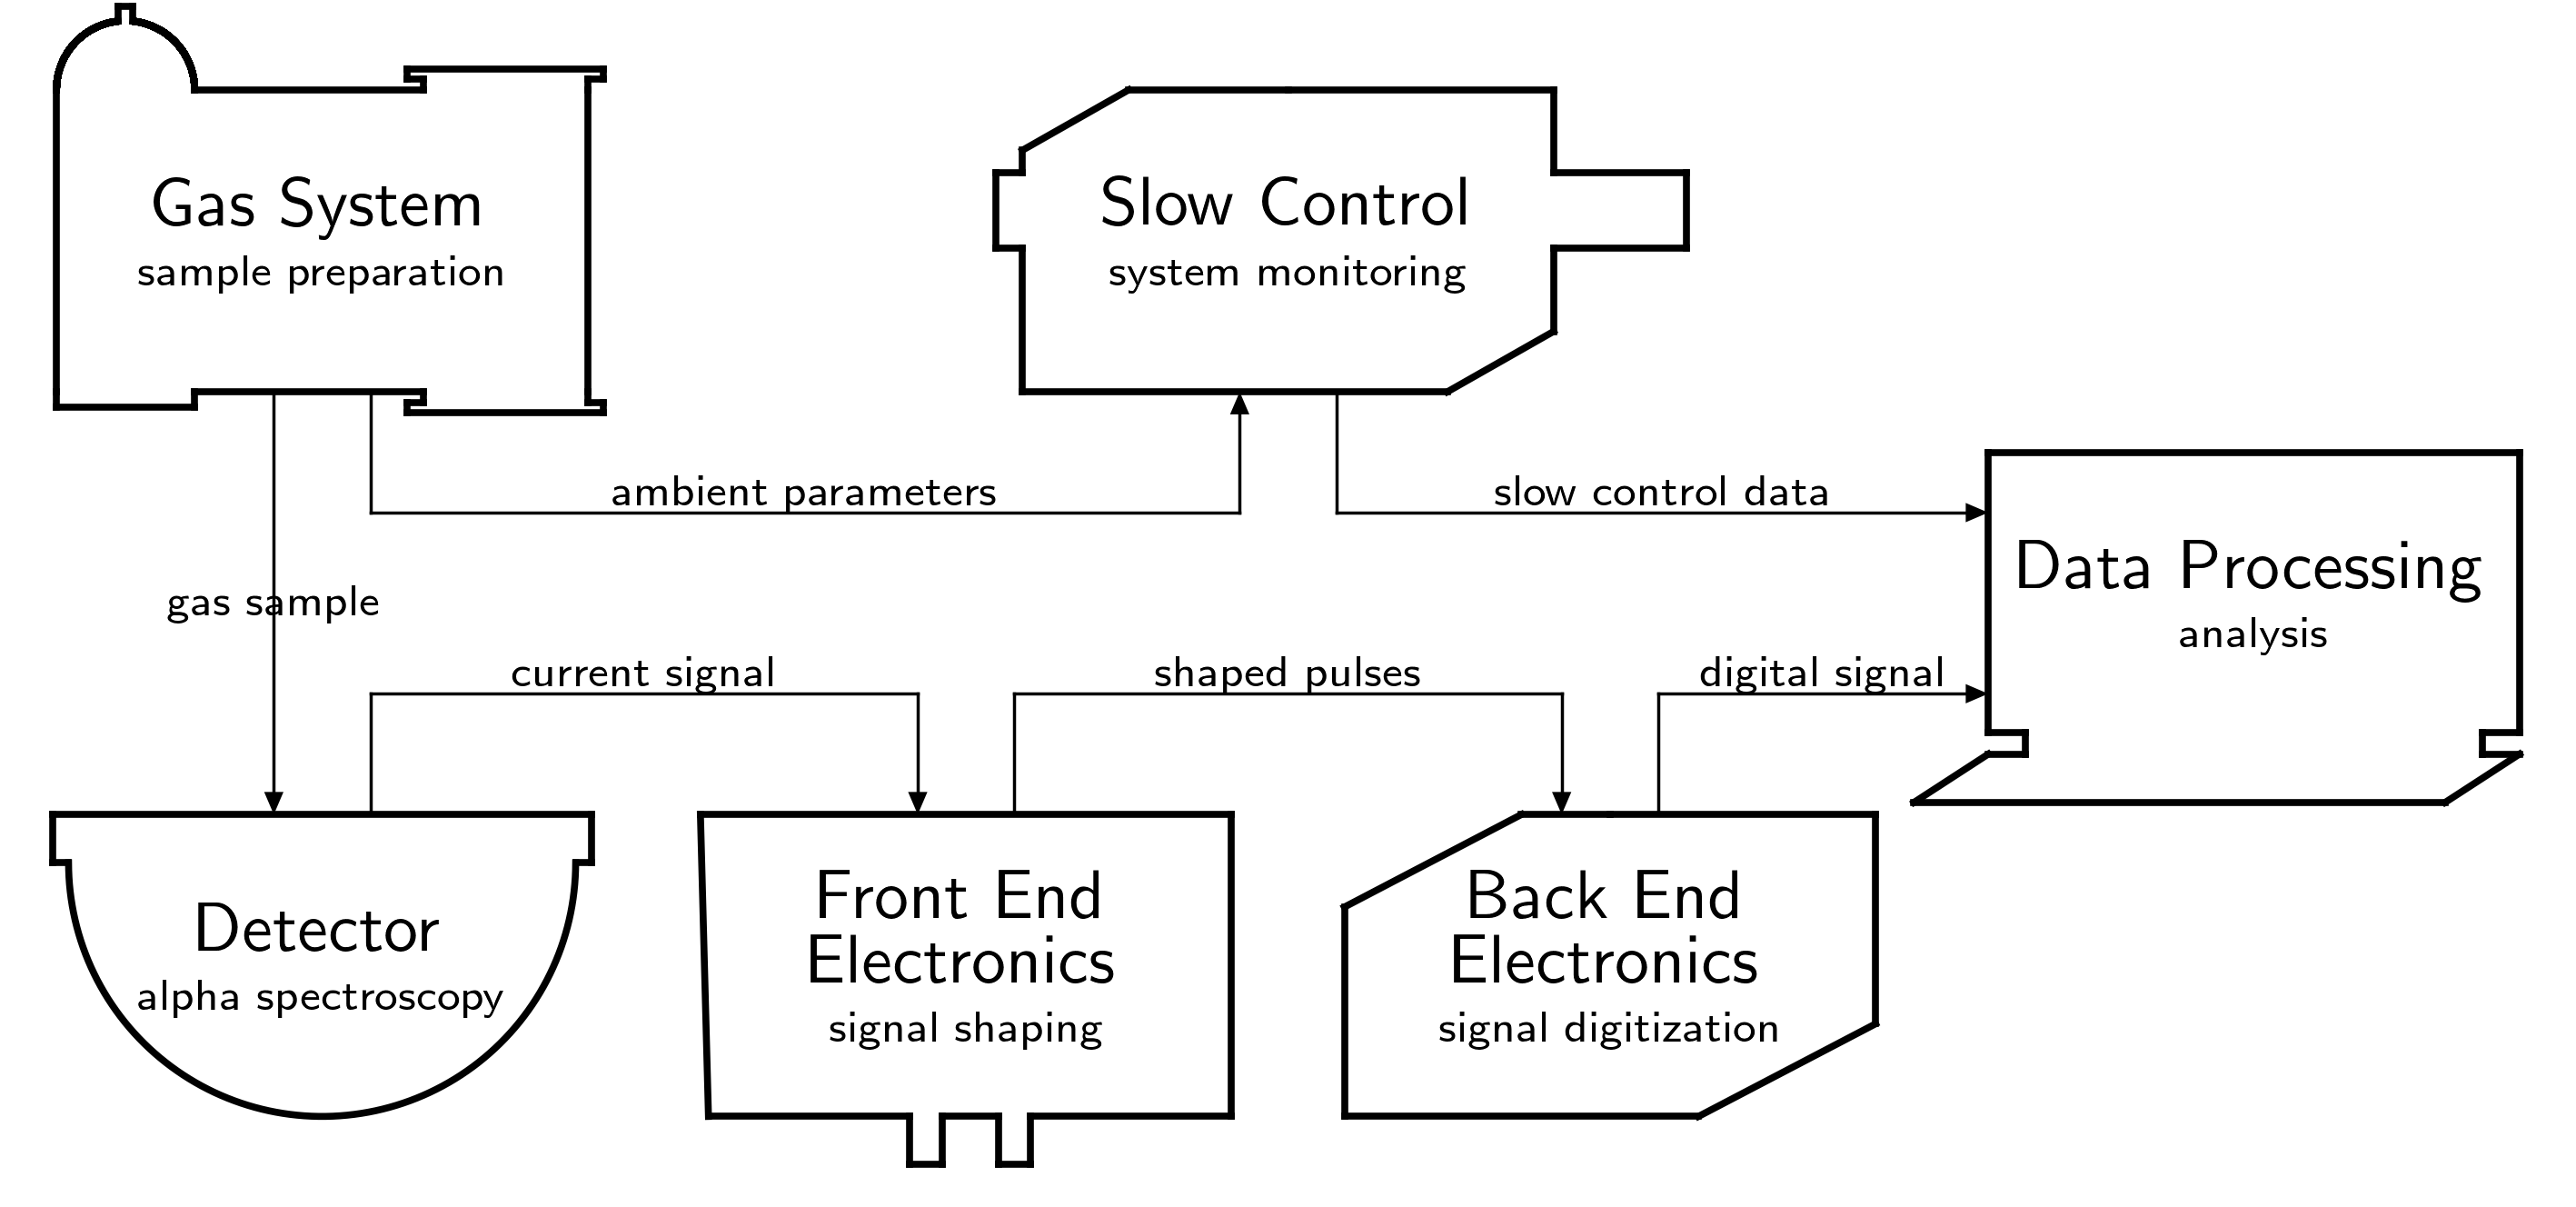 Gas System
sample preparation
Slow Control
system monitoring
ambient parameters
slow control data
Data Processing
analysis
gas sample
current signal
shaped pulses
digital signal
Detector
alpha spectroscopy
Front End
Electronics
signal shaping
Back End
Electronics
signal digitization